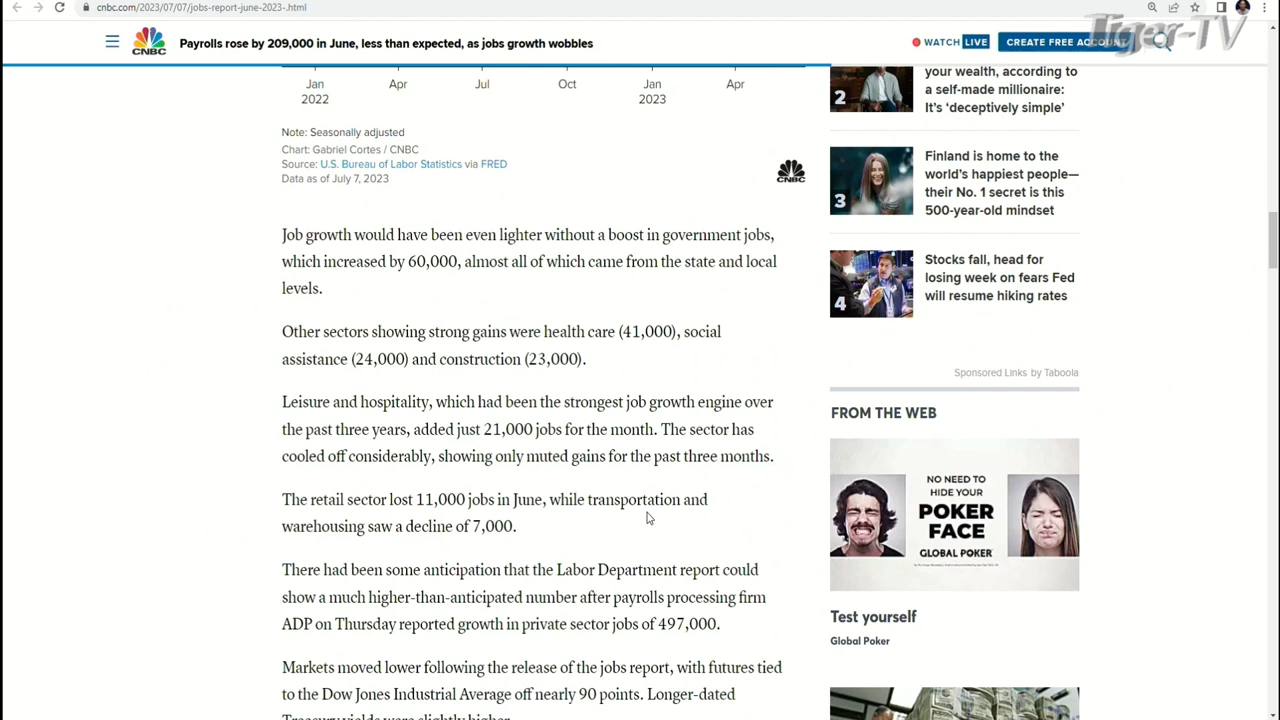 cnbc.com/2023/07/07/jobs-report-june-2023-.html
CNBC
Payrolls rose by 209,000 in June, less than expected, as jobs growth wobbles
WATCH LIVE
CREATE FREE ACCOUNT
Tiger-TV
Jan
2022
Apr
Jul
Oct
Jan
2023
Apr
Note: Seasonally adjusted
Chart: Gabriel Cortes / CNBC
Source: U.S. Bureau of Labor Statistics via FRED
Data as of July 7, 2023
CNBC
Job growth would have been even lighter without a boost in government jobs,
which increased by 60,000, almost all of which came from the state and local
levels.
Other sectors showing strong gains were health care (41,000), social
assistance (24,000) and construction (23,000).
Leisure and hospitality, which had been the strongest job growth engine over
the past three years, added just 21,000 jobs for the month. The sector has
cooled off considerably, showing only muted gains for the past three months.
The retail sector lost 11,000 jobs in June, while transportation and
warehousing saw a decline of 7,000.
There had been some anticipation that the Labor Department report could
show a much higher-than-anticipated number after payrolls processing firm
ADP on Thursday reported growth in private sector jobs of 497,000.
Markets moved lower following the release of the jobs report, with futures tied
to the Dow Jones Industrial Average off nearly 90 points. Longer-dated
Treasury yields were slightly higher.
2
your wealth, according to
a self-made millionaire:
It's 'deceptively simple'
3
Finland is home to the
world's happiest people—
their No. 1 secret is this
500-year-old mindset
4
Stocks fall, head for
losing week on fears Fed
will resume hiking rates
Sponsored Links by Taboola
FROM THE WEB
NO NEED TO
HIDE YOUR
POKER
FACE
GLOBAL POKER
Test yourself
Global Poker